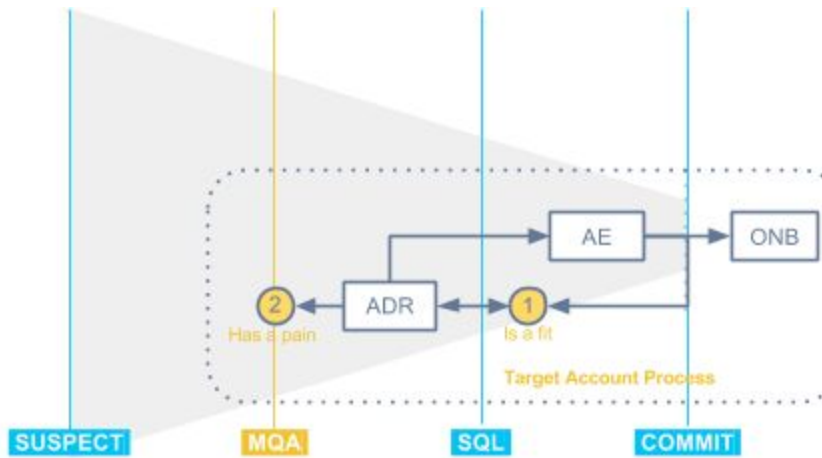 AE
ONB
2
ADR
1
Has a pain
Is a fit
Target Account Process
SUSPECT
MQA
SQL
COMMIT